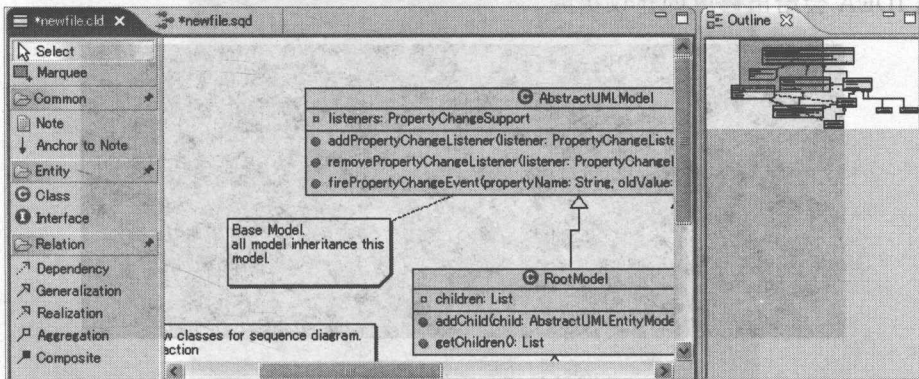 *newfile.cld
*newfile.sqd
Outline
Select
Marquee
Common
Note
Anchor to Note
Entity
Class
Interface
Relation
Dependency
Generalization
Realization
Aggregation
Composite
AbstractUMLModel
listeners: PropertyChangeSupport
addPropertyChangeListener(listener: PropertyChangeListe
removePropertyChangeListener(listener: PropertyChangeL
firePropertyChangeEvent(propertyName: String, oldValue:
Base Model.
all model inheritance this
model.
RootModel
children: List
addChild(child: AbstractUMLEntityMode
getChildren(): List
w classes for sequence diagram.
action